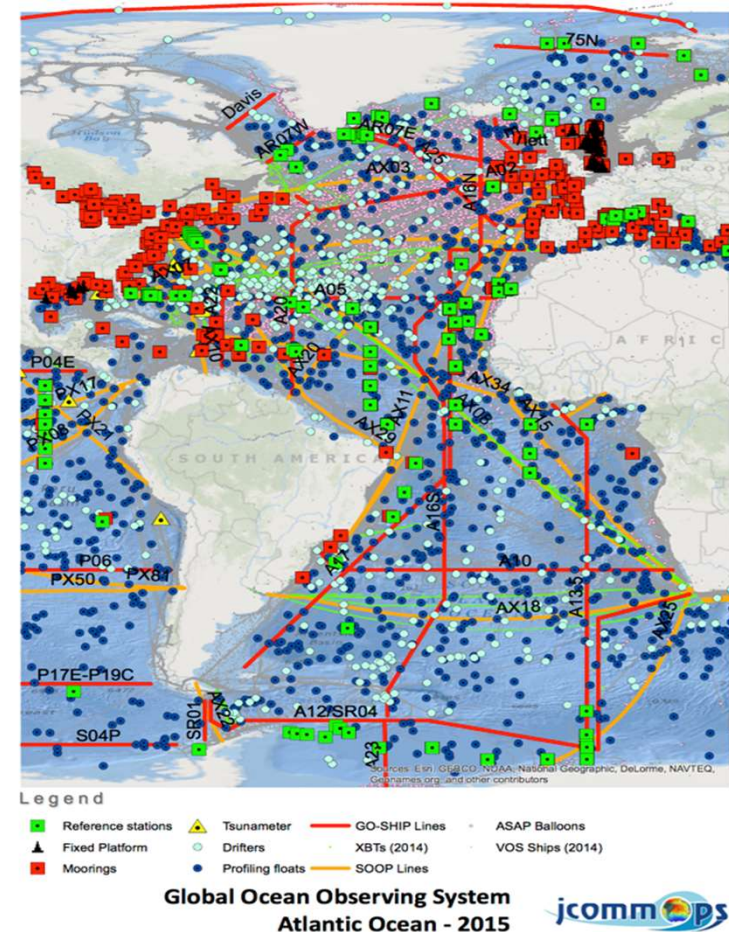 75N
Davis
AR07W
AR07E
A25
AX03
A02
A16N
A05
A22
A20
AX20
P04E
PX17
PX21
PX08
AX11
AX29
AX34
AX08
AX15
AFRIC
SOUTH AMERICA
A16S
P06
PX50
PX81
A10
AX18
A13.5
AX25
P17E-P19C
S04P
SR01
AX22
A12/SR04
A23
Sources: Esri, GEBCO, NOAA, National Geographic, DeLorme, NAVTEQ,
Geonames.org, and other contributors
Legend
Reference stations
Tsunameter
GO-SHIP Lines
ASAP Balloons
Fixed Platform
Drifters
XBTs (2014)
VOS Ships (2014)
Moorings
Profiling floats
SOOP Lines
Global Ocean Observing System
Atlantic Ocean - 2015
jcommops